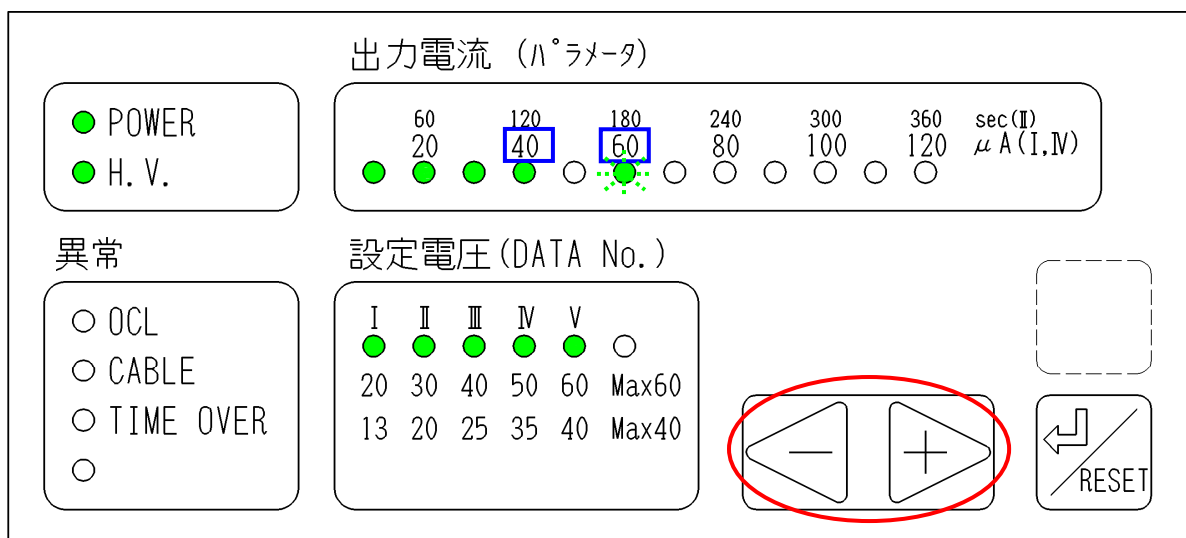 出力電流 (パラメータ)
POWER
H. V.
60 120 180 240 300 360 sec(Ⅱ)
20 40 60 80 100 120 μA(Ⅰ,Ⅳ)
異常
OCL
CABLE
TIME OVER
設定電圧(DATA No.)
Ⅰ Ⅱ Ⅲ Ⅳ Ⅴ
20 30 40 50 60 Max60
13 20 25 35 40 Max40
− +
RESET